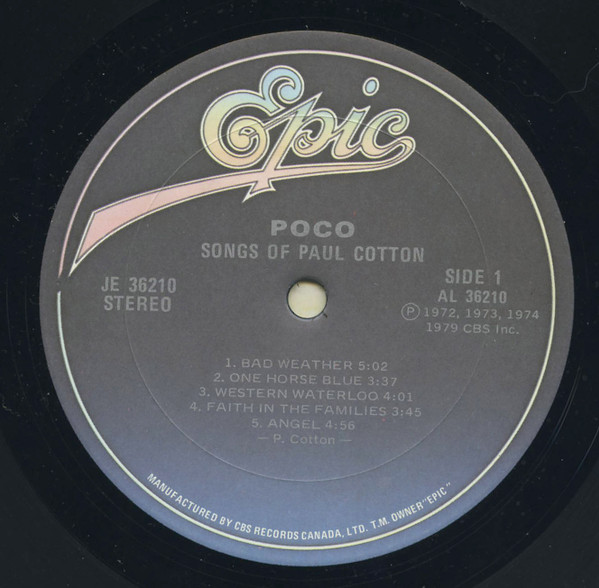 Epic
POCO
SONGS OF PAUL COTTON
JE 36210
STEREO
SIDE 1
AL 36210
Ⓟ 1972, 1973, 1974
1979 CBS Inc.
1. BAD WEATHER 5:02
2. ONE HORSE BLUE 3:37
3. WESTERN WATERLOO 4:01
4. FAITH IN THE FAMILIES 3:45
5. ANGEL 4:56
— P. Cotton —
MANUFACTURED BY CBS RECORDS CANADA, LTD. T.M. OWNER "EPIC"